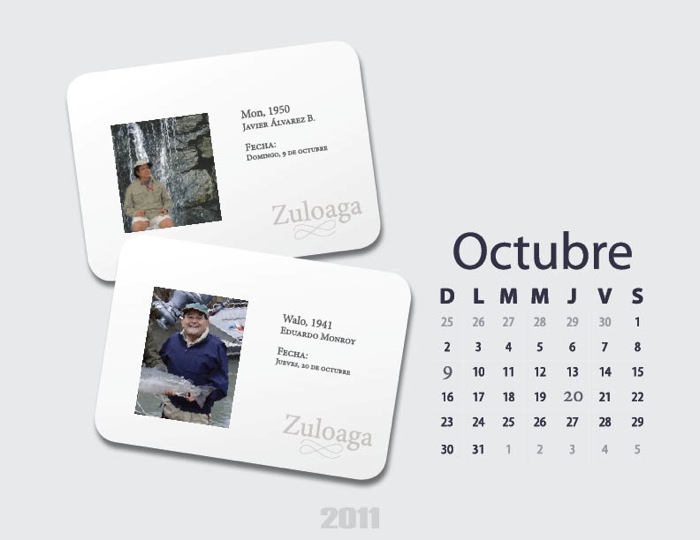 Mon, 1950
Javier Álvarez B.
Fecha:
Domingo, 9 de octubre
Zuloaga
Walo, 1941
Eduardo Monroy
Fecha:
Jueves, 20 de octubre
Zuloaga
Octubre
D L M M J V S
25 26 27 28 29 30 1
2 3 4 5 6 7 8
9 10 11 12 13 14 15
16 17 18 19 20 21 22
23 24 25 26 27 28 29
30 31 1 2 3 4 5
2011